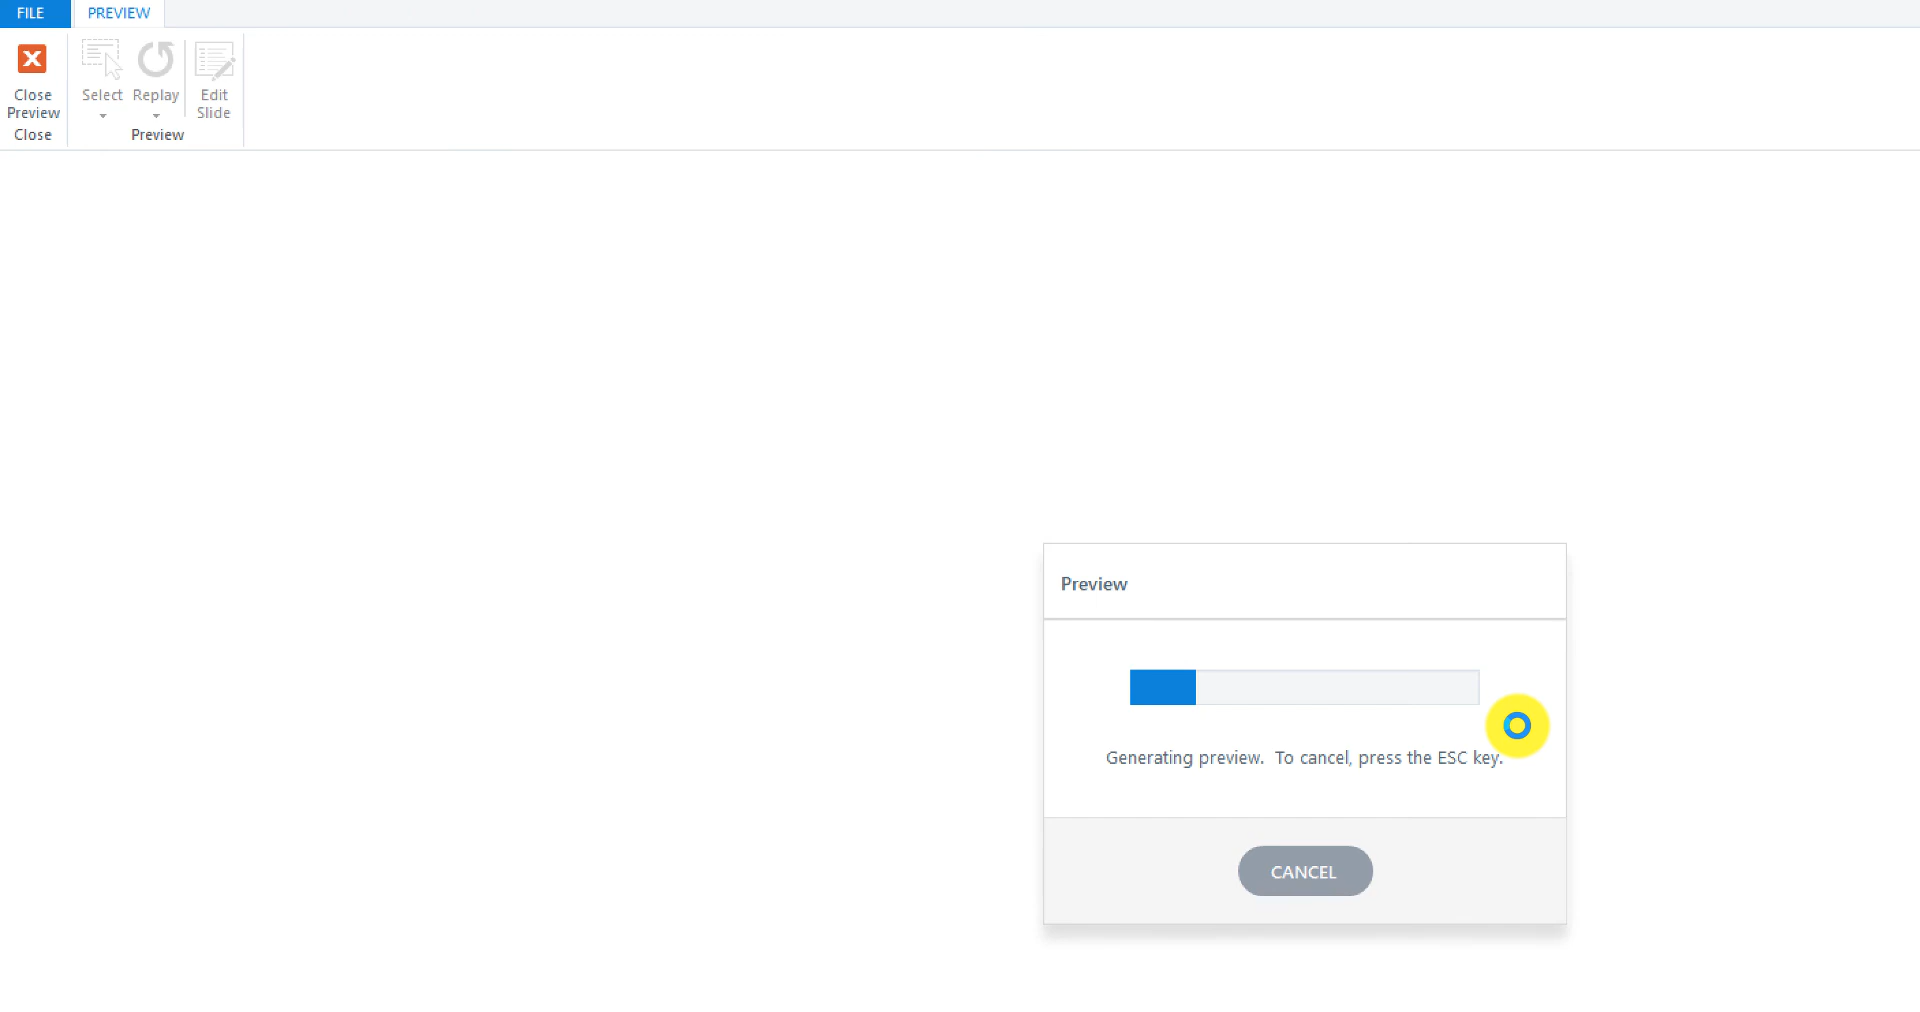 FILE PREVIEW
Close Preview
Select
Replay
Edit Slide
Close
Preview
Preview
Generating preview.  To cancel, press the ESC key.
CANCEL